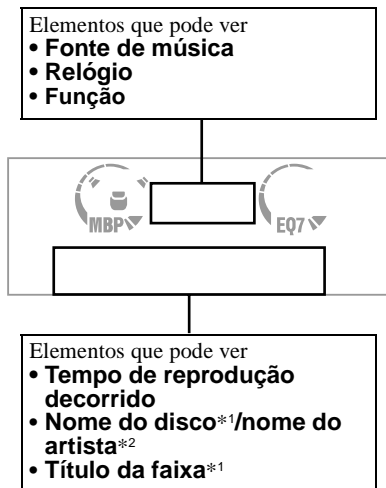 Elementos que pode ver
• Fonte de música
• Relógio
• Função
MBP
EQ7
Elementos que pode ver
• Tempo de reprodução
decorrido
• Nome do disco*1/nome do
artista*2
• Título da faixa*1